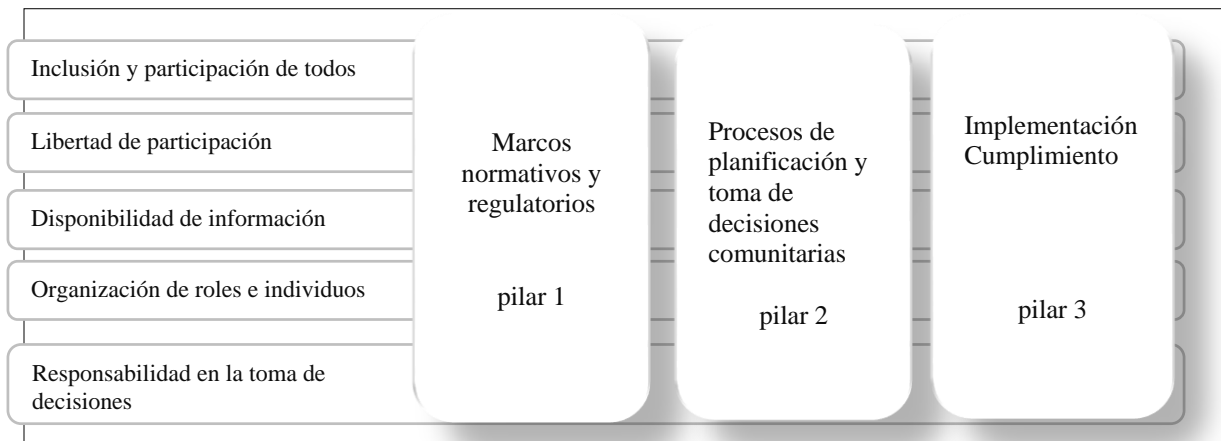 Inclusión y participación de todos
Libertad de participación
Disponibilidad de información
Organización de roles e individuos
Responsabilidad en la toma de
decisiones
Marcos
normativos y
regulatorios
pilar 1
Procesos de
planificación y
toma de
decisiones
comunitarias
pilar 2
Implementación
Cumplimiento
pilar 3